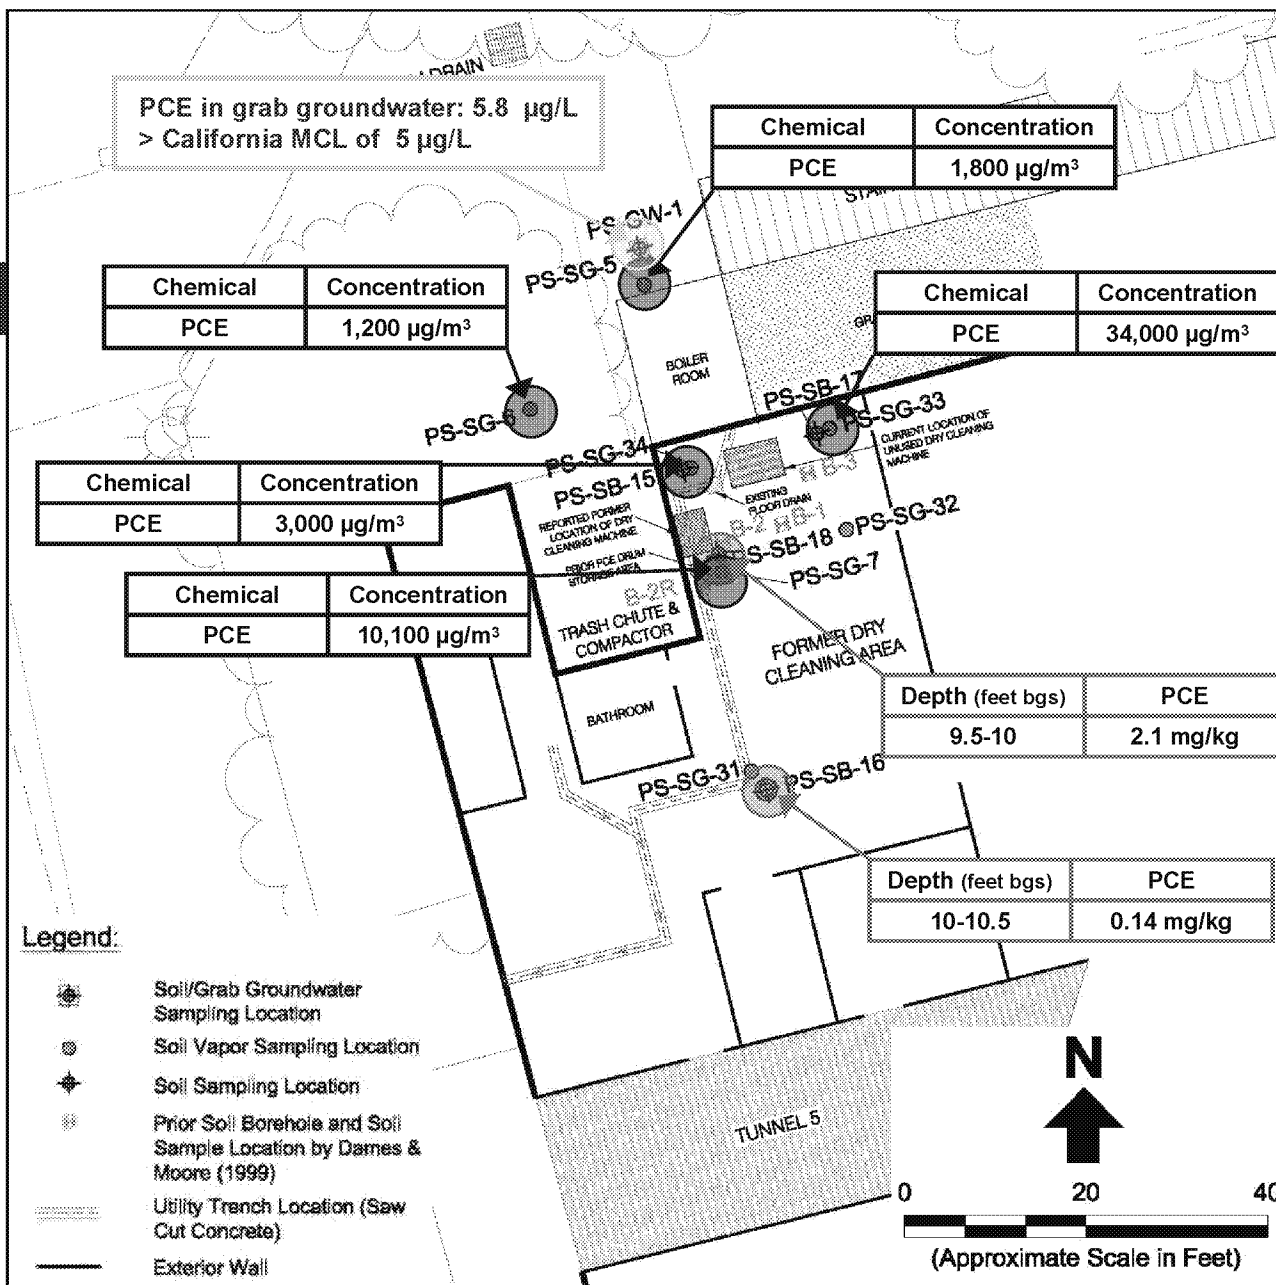 DRAIN
PCE in grab groundwater: 5.8 µg/L
> California MCL of 5 µg/L
Chemical Concentration
PCE 1,800 µg/m³
PS-GW-1
PS-SG-5
Chemical Concentration
PCE 1,200 µg/m³
Chemical Concentration
PCE 34,000 µg/m³
BOILER
ROOM
PS-SB-17
PS-SG-33
PS-SG-6
CURRENT LOCATION OF
UNUSED DRY CLEANING
MACHINE
PS-SG-34
B-3
Chemical Concentration
PCE 3,000 µg/m³
PS-SB-15
EXISTING
FLOOR DRAIN
REPORTED FORMER
LOCATION OF DRY
CLEANING MACHINE
B-2
B-1
PS-SG-32
S-SB-18
PRIOR PCE DRUM
STORAGE AREA
PS-SG-7
Chemical Concentration
PCE 10,100 µg/m³
B-2R
TRASH CHUTE &
COMPACTOR
FORMER DRY
CLEANING AREA
Depth (feet bgs) PCE
9.5-10 2.1 mg/kg
BATHROOM
PS-SG-31
PS-SB-16
Depth (feet bgs) PCE
10-10.5 0.14 mg/kg
Legend:
Soil/Grab Groundwater
Sampling Location
Soil Vapor Sampling Location
Soil Sampling Location
Prior Soil Borehole and Soil
Sample Location by Dames &
Moore (1999)
Utility Trench Location (Saw
Cut Concrete)
Exterior Wall
TUNNEL 5
N
0 20 40
(Approximate Scale in Feet)